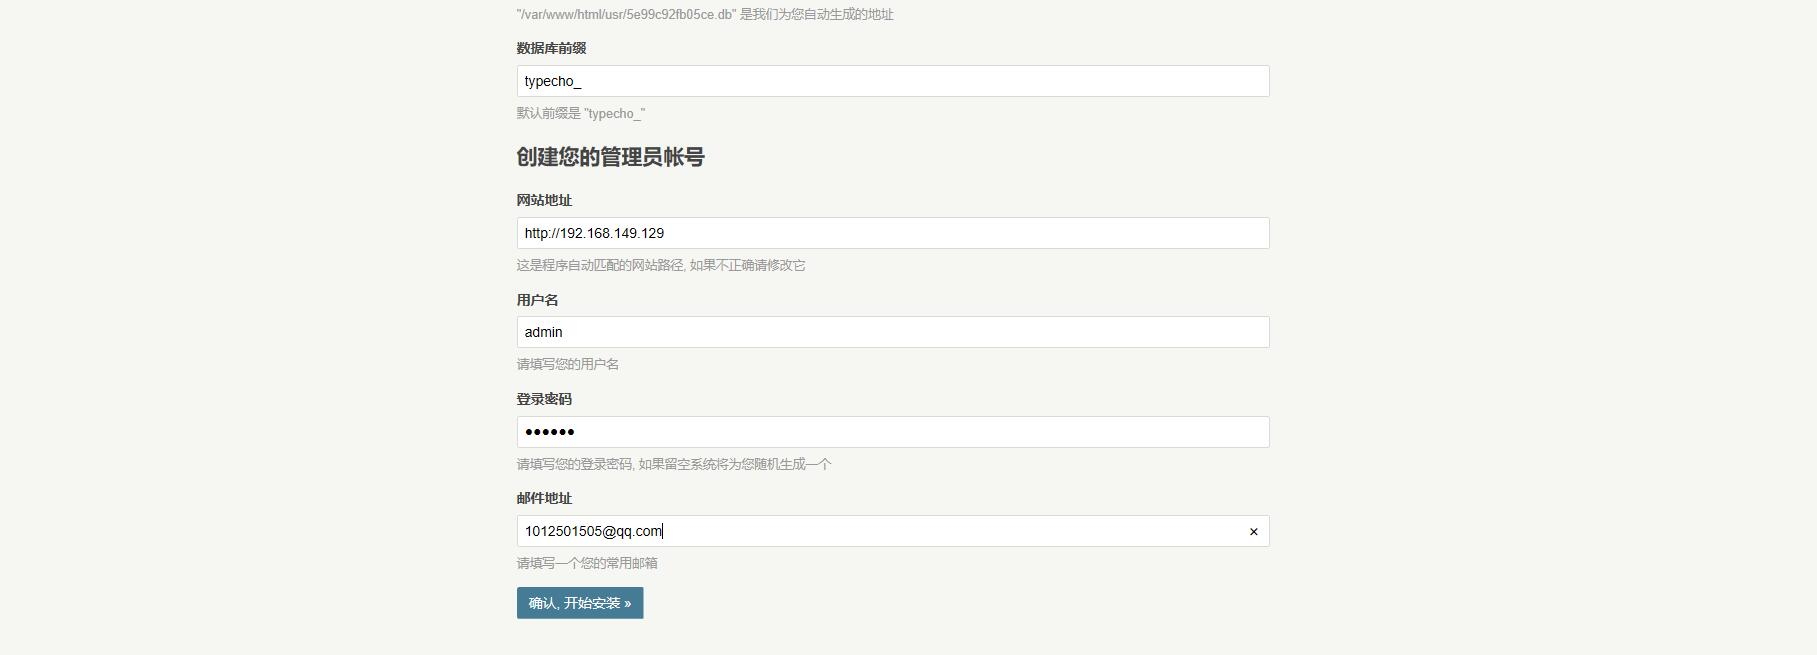 "/var/www/html/usr/5e99c92fb05ce.db" 是我们为您自动生成的地址
数据库前缀
typecho_
默认前缀是 "typecho_"
创建您的管理员帐号
网站地址
http://192.168.149.129
这是程序自动匹配的网站路径, 如果不正确请修改它
用户名
admin
请填写您的用户名
登录密码
••••••
请填写您的登录密码, 如果留空系统将为您随机生成一个
邮件地址
1012501505@qq.com ×
请填写一个您的常用邮箱
确认, 开始安装 »